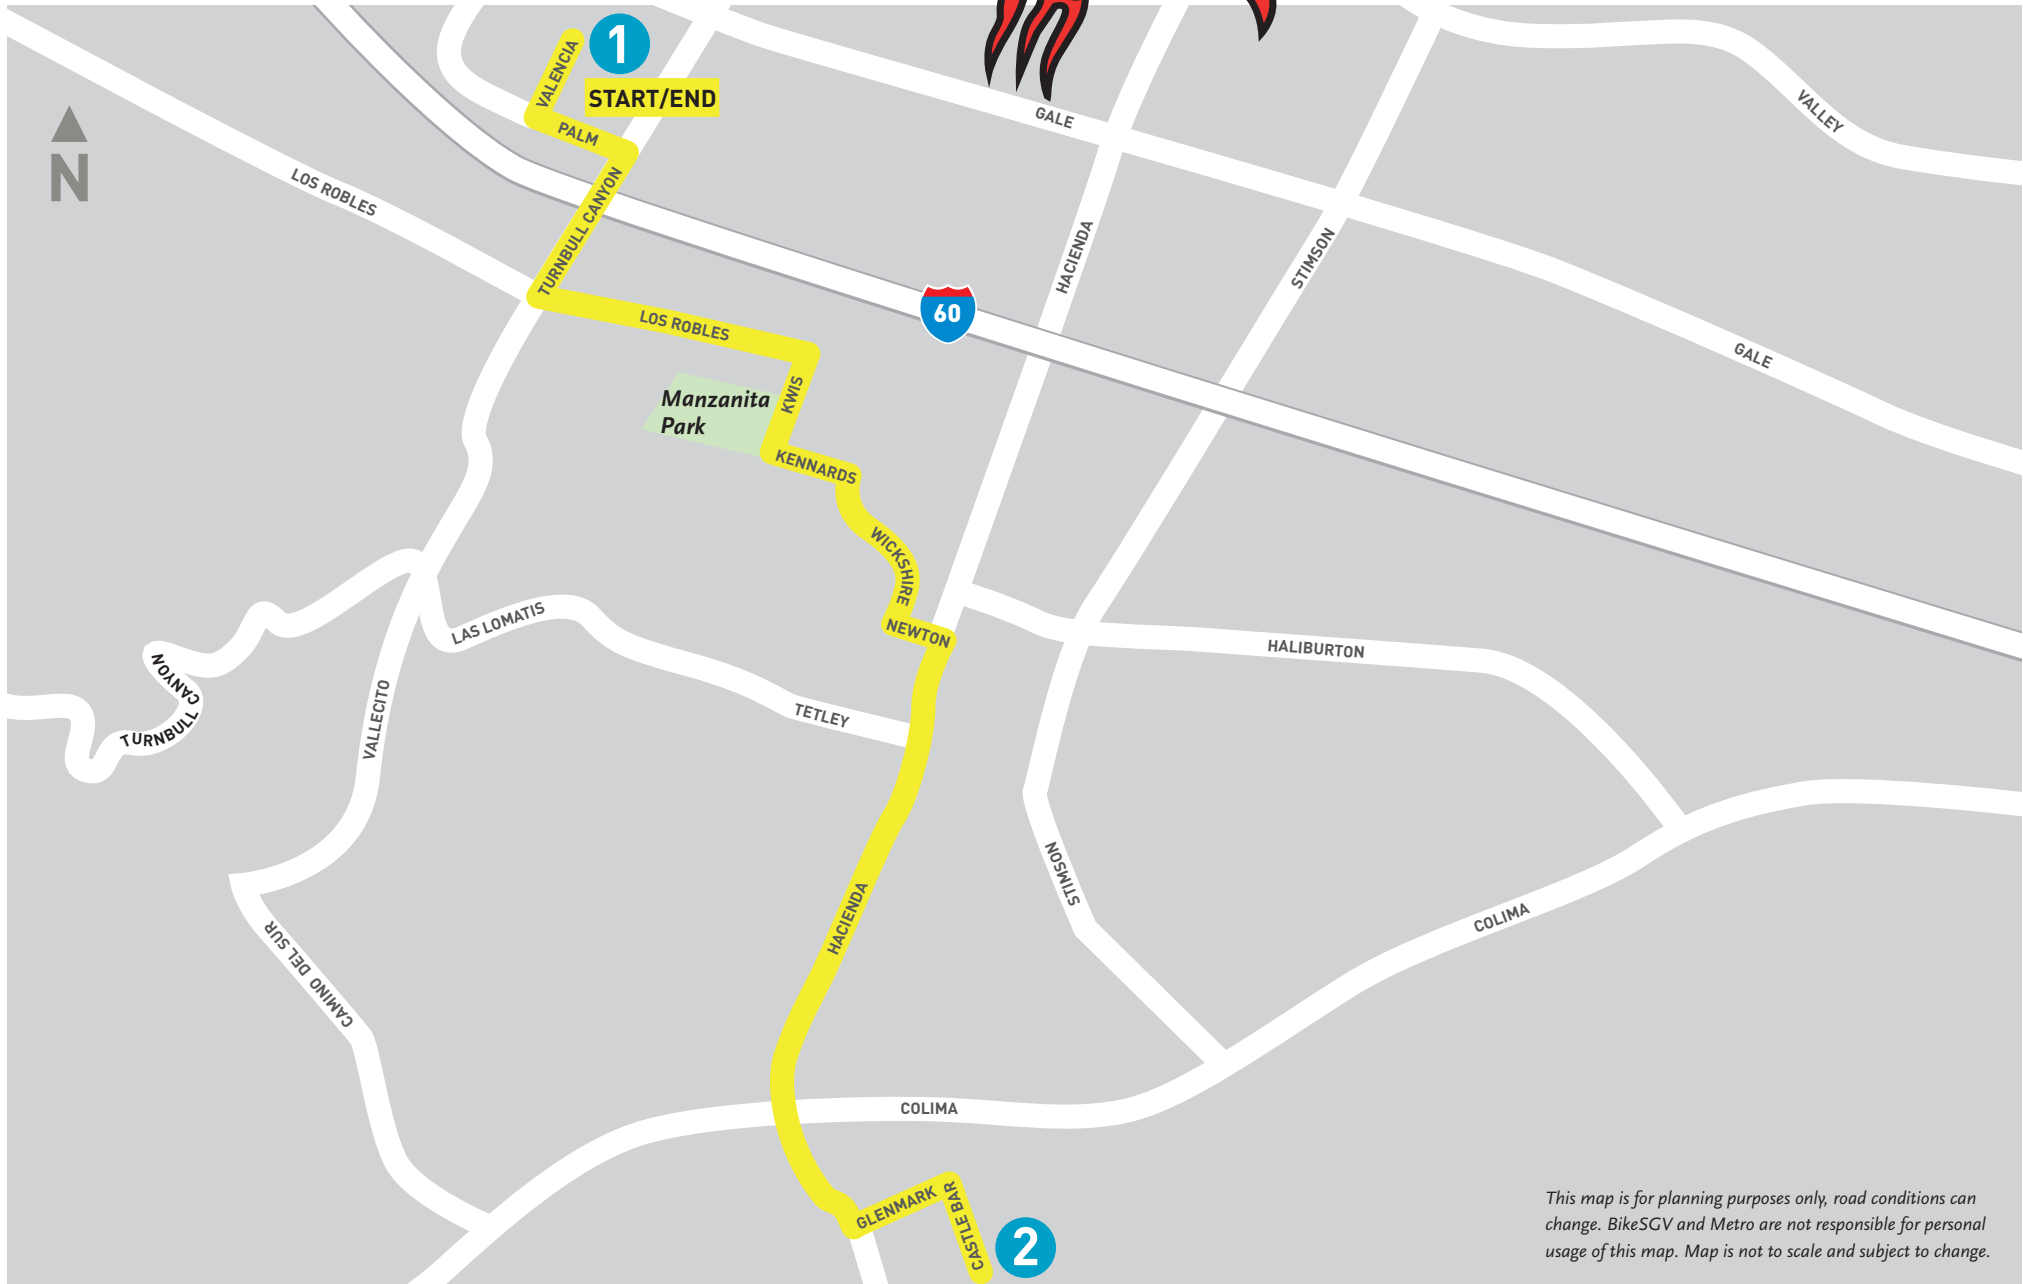 1
START/END
VALENCIA
PALM
TURNBULL CANYON
N
LOS ROBLES
GALE
VALLEY
HACIENDA
STIMSON
60
LOS ROBLES
GALE
KWIS
Manzanita
Park
KENNARDS
WICKSHIRE
NEWTON
LAS LOMATIS
HALIBURTON
TURNBULL CANYON
VALLECITO
TETLEY
STIMSON
HACIENDA
COLIMA
CAMINO DEL SUR
COLIMA
GLENMARK
CASTLE BAR
2
This map is for planning purposes only, road conditions can
change. BikeSGV and Metro are not responsible for personal
usage of this map. Map is not to scale and subject to change.